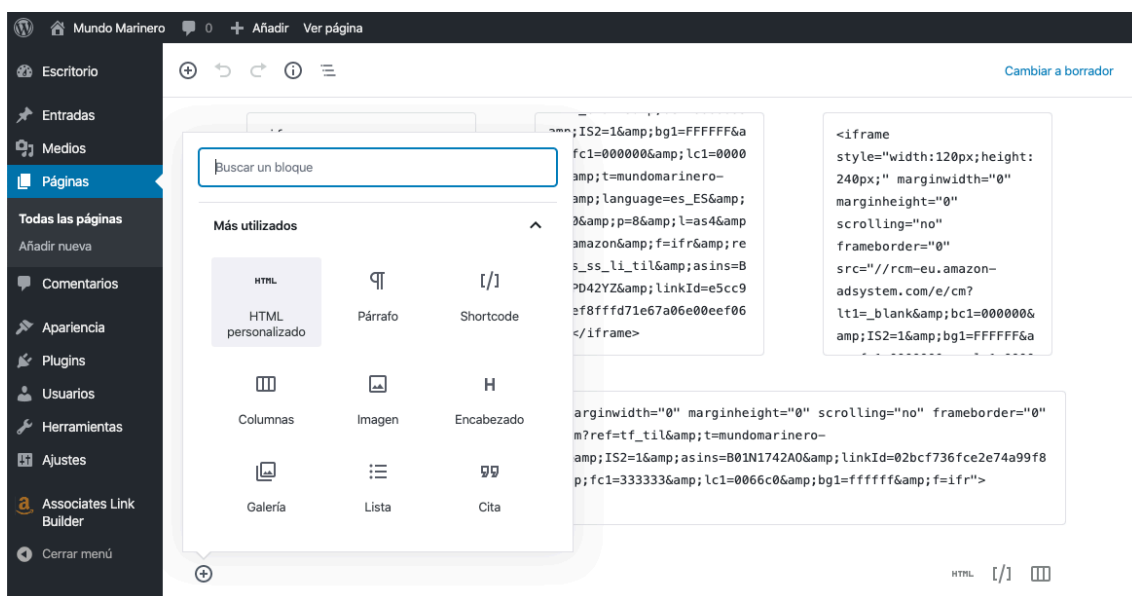 Mundo Marinero 0 Añadir Ver página
Escritorio
Entradas
Medios
Páginas
Todas las páginas
Añadir nueva
Comentarios
Apariencia
Plugins
Usuarios
Herramientas
Ajustes
Associates Link
Builder
Cerrar menú
Cambiar a borrador
Buscar un bloque
Más utilizados
HTML
HTML
personalizado
Párrafo
[/]
Shortcode
Columnas
Imagen
H
Encabezado
Galería
Lista
Cita
amp;IS2=1&amp;bg1=FFFFFF&a
fc1=000000&amp;lc1=0000
amp;t=mundomarinero-
amp;language=es_ES&amp;
&amp;p=8&amp;l=as4&amp
amazon&amp;f=ifr&amp;re
s_ss_li_til&amp;asins=B
PD42YZ&amp;linkId=e5cc9
ef8fffd71e67a06e00eef06
</iframe>
<iframe
style="width:120px;height:
240px;" marginwidth="0"
marginheight="0"
scrolling="no"
frameborder="0"
src="//rcm-eu.amazon-
adsystem.com/e/cm?
lt1=_blank&amp;bc1=000000&
amp;IS2=1&amp;bg1=FFFFFF&a
arginwidth="0" marginheight="0" scrolling="no" frameborder="0"
m?ref=tf_til&amp;t=mundomarinero-
amp;IS2=1&amp;asins=B01N1742AO&amp;linkId=02bcf736fce2e74a99f8
p;fc1=333333&amp;lc1=0066c0&amp;bg1=ffffff&amp;f=ifr">
HTML [/]